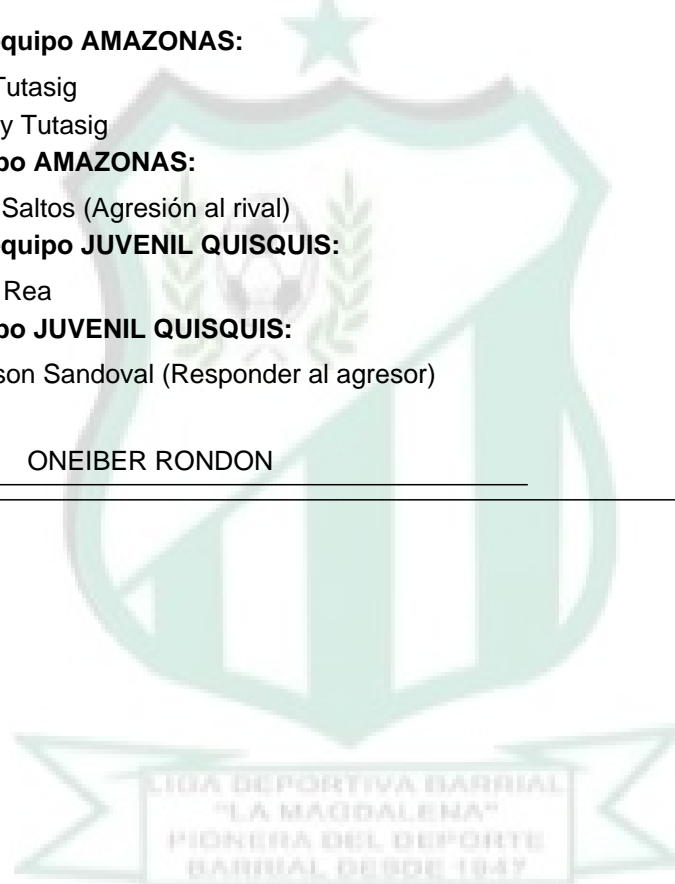 quipo AMAZONAS:
Tutasig
y Tutasig
po AMAZONAS:
Saltos (Agresión al rival)
quipo JUVENIL QUISQUIS:
Rea
po JUVENIL QUISQUIS:
son Sandoval (Responder al agresor)
ONEIBER RONDON
LIGA DEPORTIVA BARRIAL
"LA MAGDALENA"
PIONERA DEL DEPORTE
BARRIAL DESDE 1947